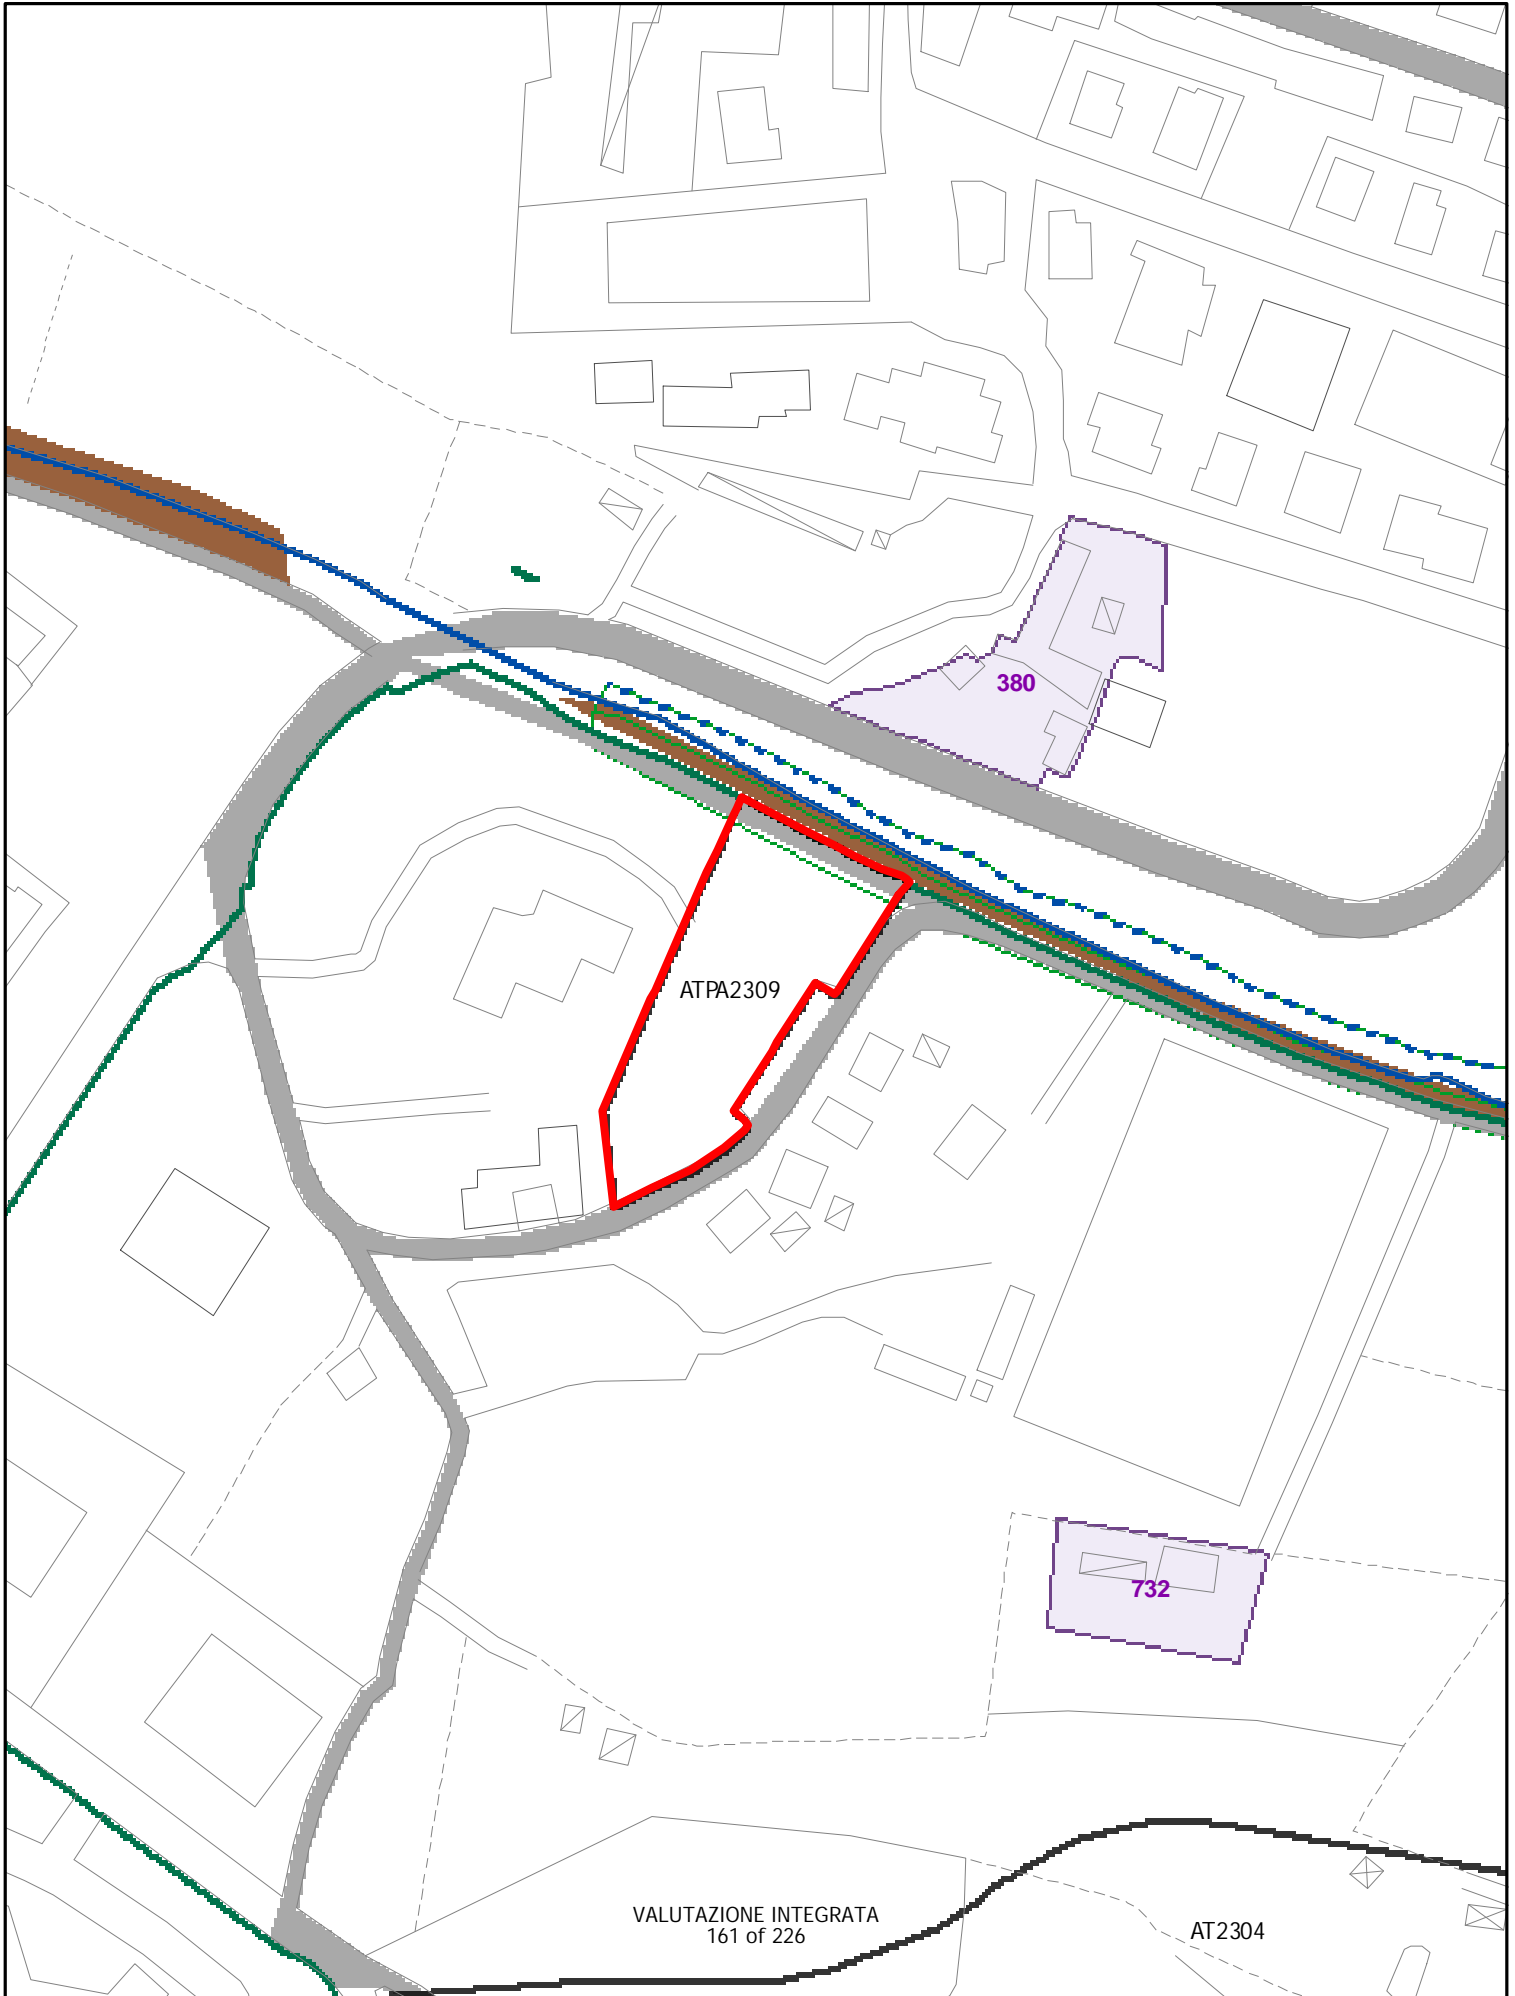 380
ATPA2309
732
VALUTAZIONE INTEGRATA
161 of 226
AT2304